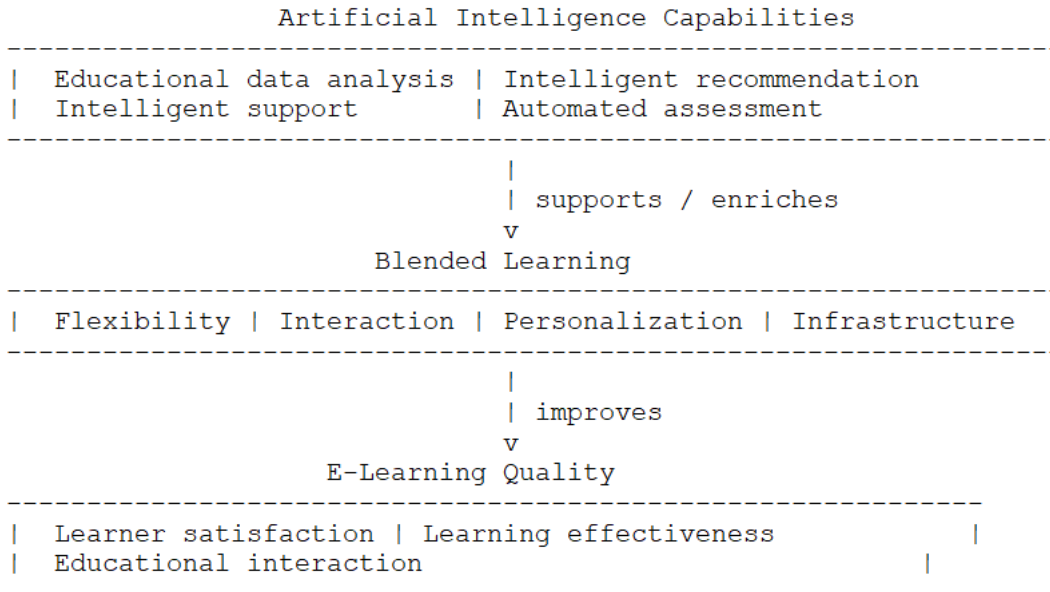 Artificial Intelligence Capabilities
-----------------------------------------------------------------
|  Educational data analysis | Intelligent recommendation
|  Intelligent support       | Automated assessment
-----------------------------------------------------------------
|
| supports / enriches
v
Blended Learning
-----------------------------------------------------------------
|  Flexibility | Interaction | Personalization | Infrastructure
-----------------------------------------------------------------
|
| improves
v
E-Learning Quality
-------------------------------------------------------------
|  Learner satisfaction | Learning effectiveness            |
|  Educational interaction                               |